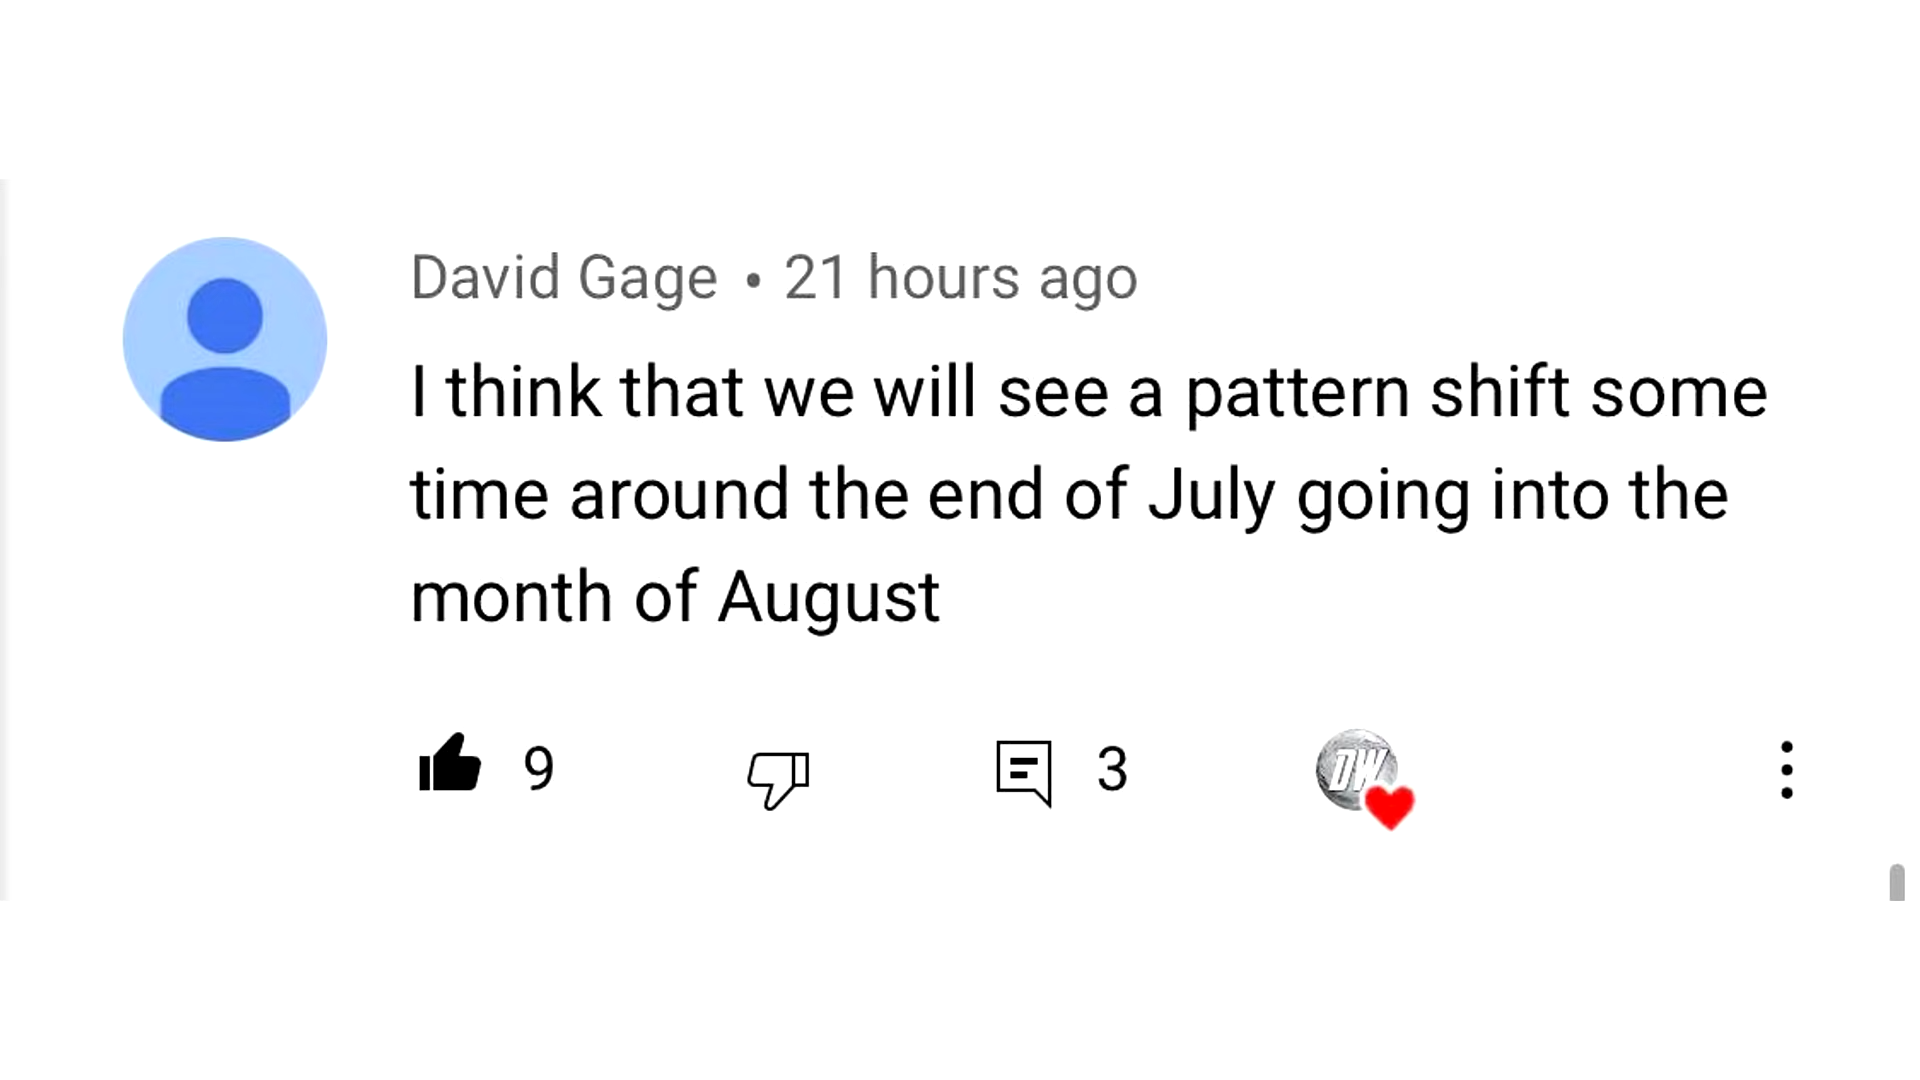 David Gage • 21 hours ago
I think that we will see a pattern shift some
time around the end of July going into the
month of August
9 3 DW